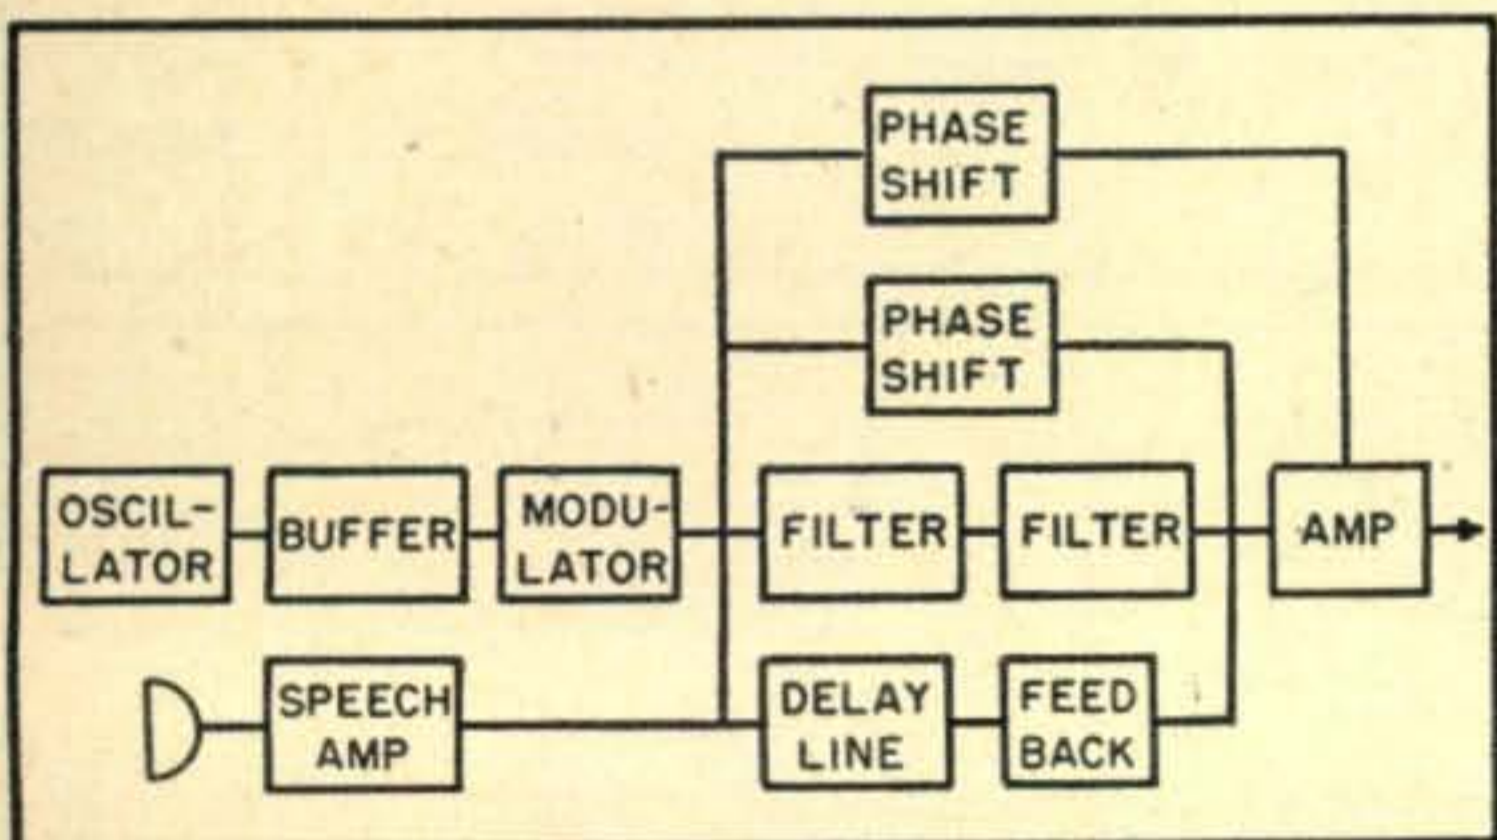 PHASE
SHIFT
PHASE
SHIFT
OSCIL-
LATOR
BUFFER
MODU-
LATOR
FILTER
FILTER
AMP
SPEECH
AMP
DELAY
LINE
FEED
BACK